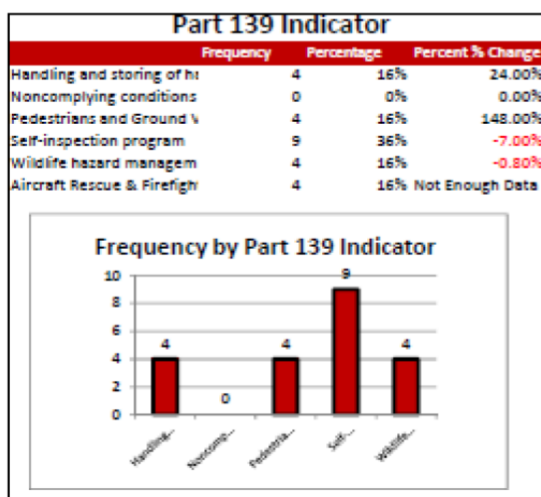 Part 139 Indicator
Frequency Percentage Percent % Change
Handling and storing of ha 4 16% 24.00%
Noncomplying conditions 0 0% 0.00%
Pedestrians and Ground V 4 16% 148.00%
Self-inspection program 9 36% -7.00%
Wildlife hazard managem 4 16% -0.80%
Aircraft Rescue & Firefigh 4 16% Not Enough Data
Frequency by Part 139 Indicator
10
8
6
4
2
0
4
0
4
9
4
Handling...
Noncomp...
Pedestria...
Self-...
Wildlife...